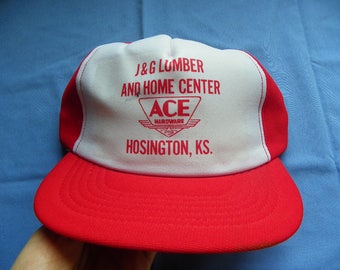 J&G LUMBER
AND HOME CENTER
ACE
HARDWARE
HOSINGTON, KS.